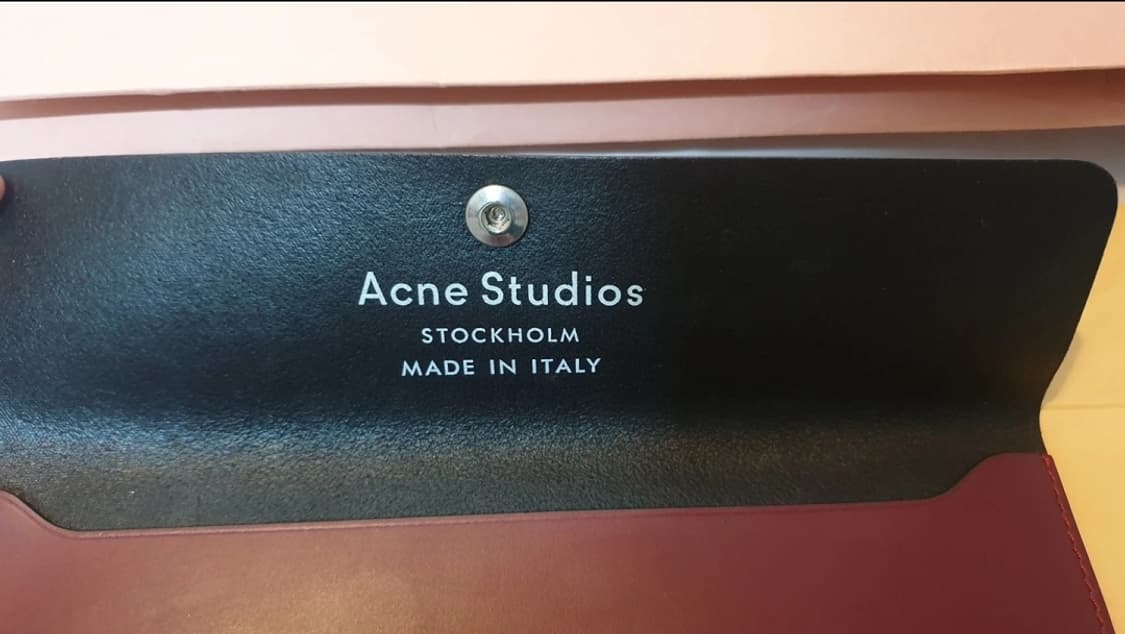 Acne Studios
STOCKHOLM
MADE IN ITALY